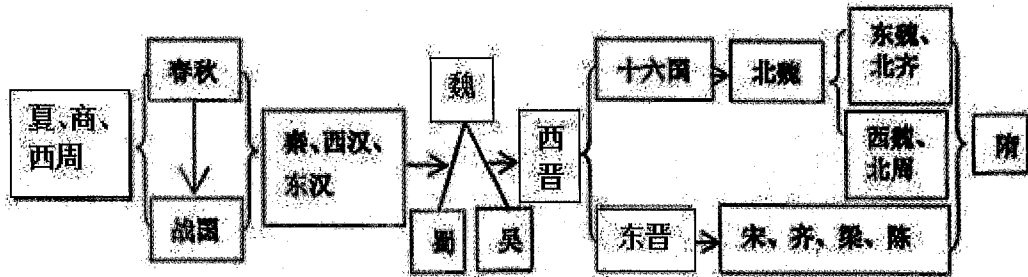 夏、商、
西周
春秋
战国
秦、西汉、
东汉
魏
蜀
吴
西
晋
十六国
北魏
东魏、
北齐
西魏、
北周
东晋
宋、齐、梁、陈
隋